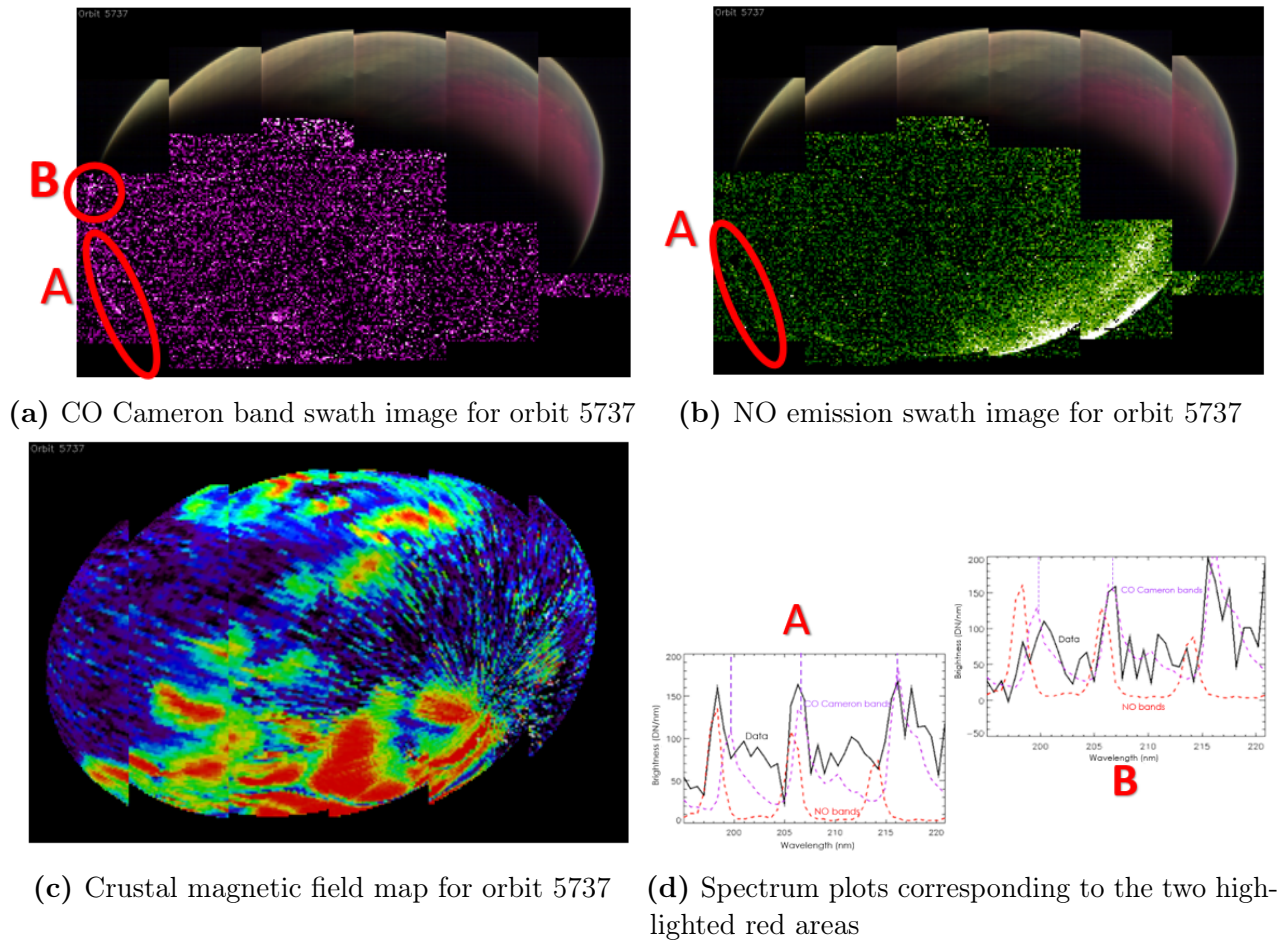 Orbit 5737
Orbit 5737
B
A
A
(a) CO Cameron band swath image for orbit 5737
(b) NO emission swath image for orbit 5737
Orbit 5737
A
200
150
100
50
0
Brightness (DN/nm)
CO Cameron bands
Data
NO bands
200
205
210
215
220
Wavelength (nm)
200
150
100
50
0
−50
Brightness (DN/nm)
CO Cameron bands
Data
NO bands
200
205
210
215
220
Wavelength (nm)
B
(c) Crustal magnetic field map for orbit 5737
(d) Spectrum plots corresponding to the two high-
lighted red areas